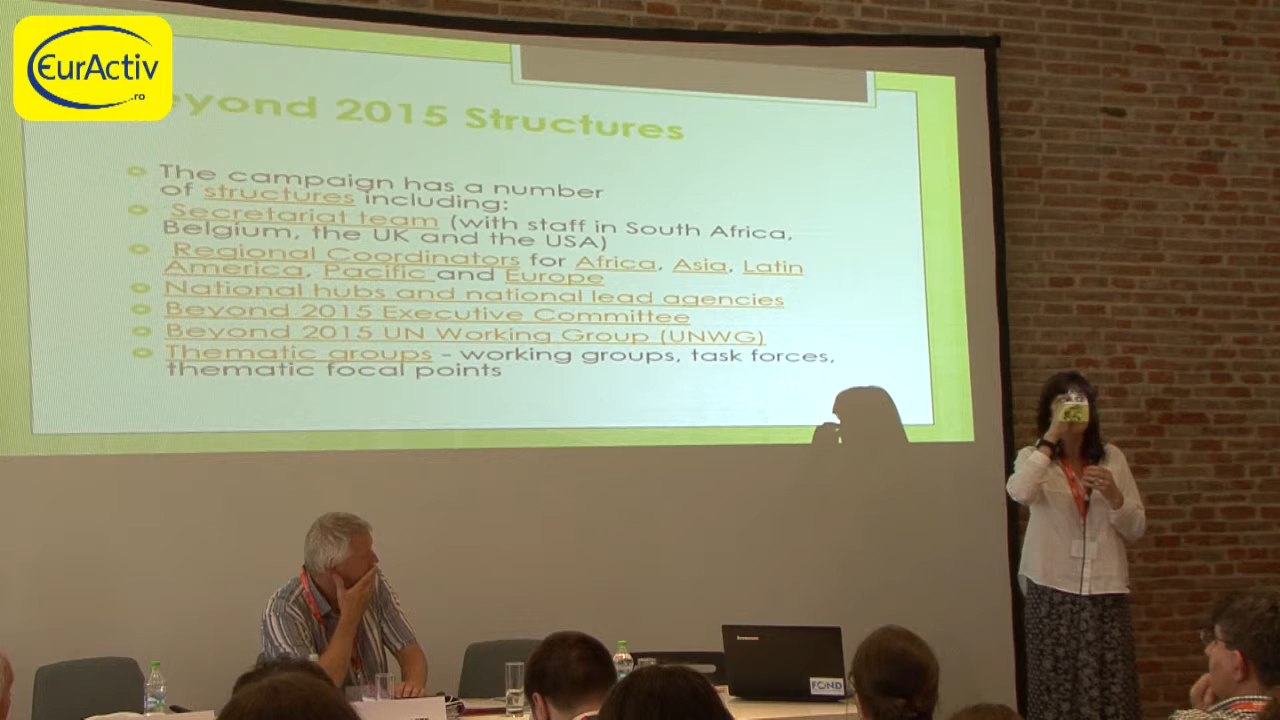 EurActiv
.ro
eyond 2015 Structures
The campaign has a number
of structures including:
Secretariat team (with staff in South Africa,
Belgium, the UK and the USA)
Regional Coordinators for Africa, Asia, Latin
America, Pacific and Europe
National hubs and national lead agencies
Beyond 2015 Executive Committee
Beyond 2015 UN Working Group (UNWG)
Thematic groups - working groups, task forces,
thematic focal points
lenovo
FOND